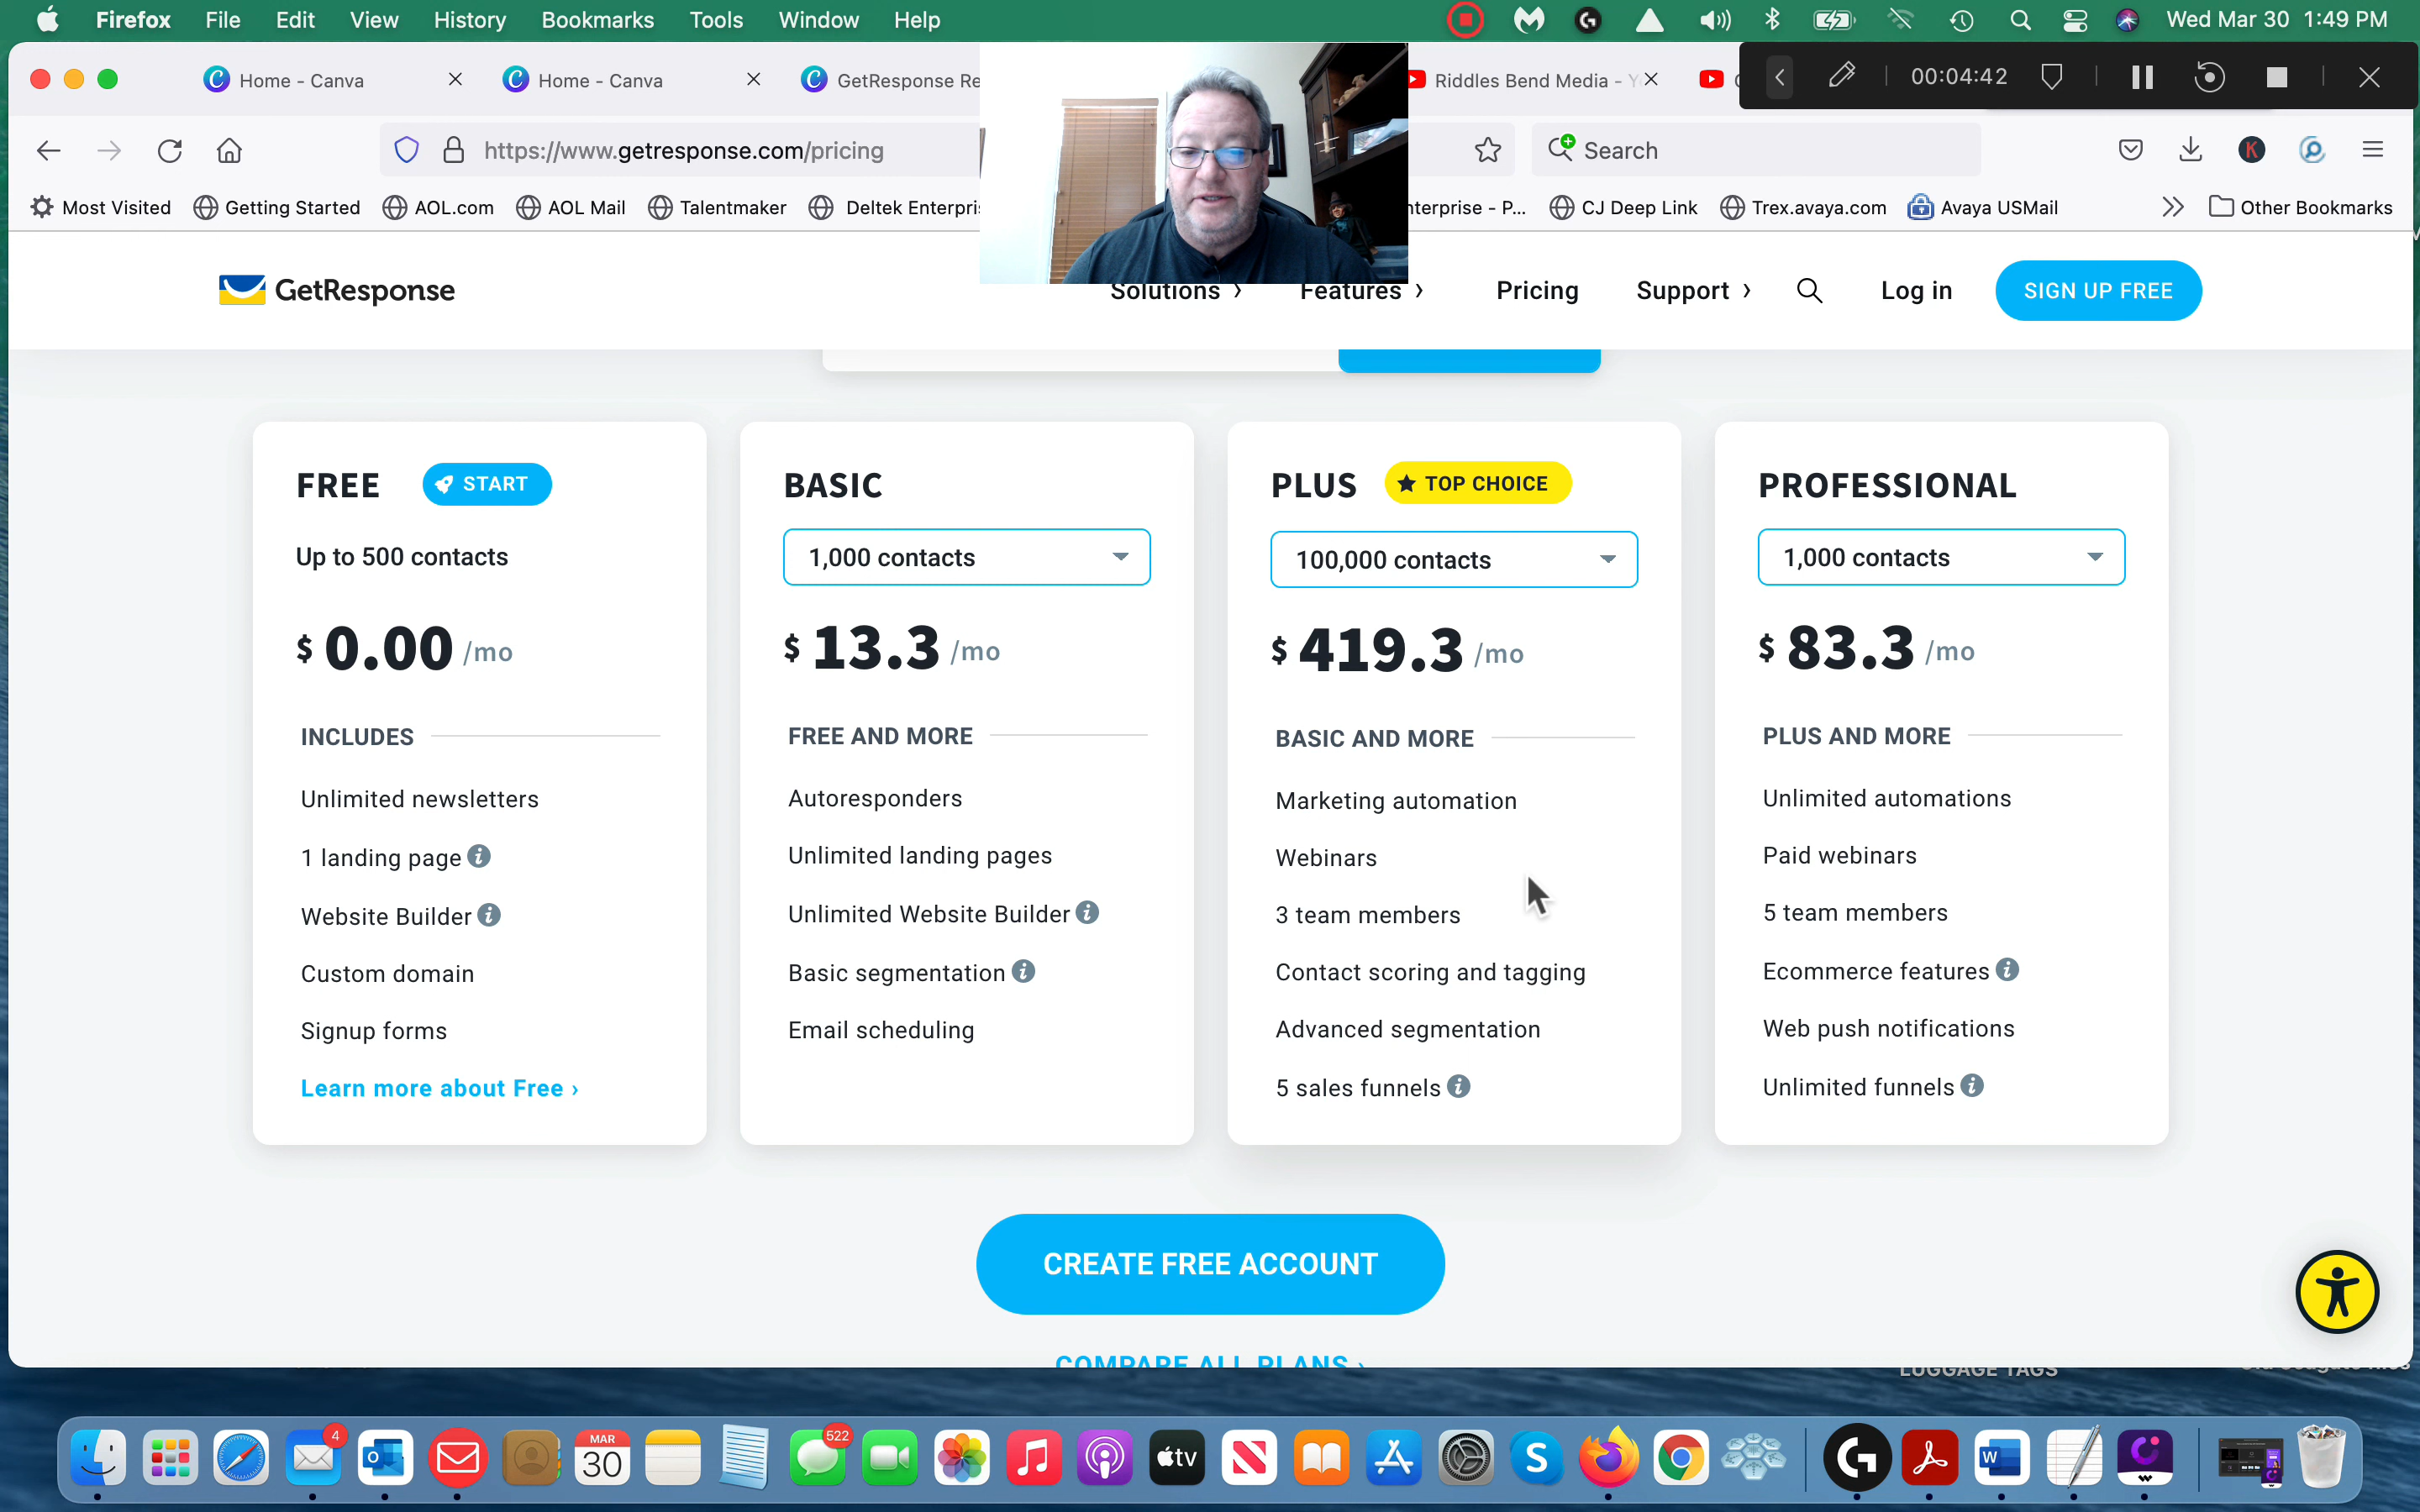 Firefox File Edit View History Bookmarks Tools Window Help Wed Mar 30 1:49 PM
Home - Canva Home - Canva GetResponse Re Riddles Bend Media - Y 00:04:42
https://www.getresponse.com/pricing Search
Most Visited Getting Started AOL.com AOL Mail Talentmaker Deltek Enterpri nterprise - P... CJ Deep Link Trex.avaya.com Avaya USMail Other Bookmarks
GetResponse Solutions Features Pricing Support Log in SIGN UP FREE
FREE START
Up to 500 contacts
$ 0.00 /mo
INCLUDES
Unlimited newsletters
1 landing page
Website Builder
Custom domain
Signup forms
Learn more about Free ›
BASIC
1,000 contacts
$ 13.3 /mo
FREE AND MORE
Autoresponders
Unlimited landing pages
Unlimited Website Builder
Basic segmentation
Email scheduling
PLUS TOP CHOICE
100,000 contacts
$ 419.3 /mo
BASIC AND MORE
Marketing automation
Webinars
3 team members
Contact scoring and tagging
Advanced segmentation
5 sales funnels
PROFESSIONAL
1,000 contacts
$ 83.3 /mo
PLUS AND MORE
Unlimited automations
Paid webinars
5 team members
Ecommerce features
Web push notifications
Unlimited funnels
CREATE FREE ACCOUNT
COMPARE ALL PLANS ›
LUGGAGE TAGS
4 MAR 30 522 tv